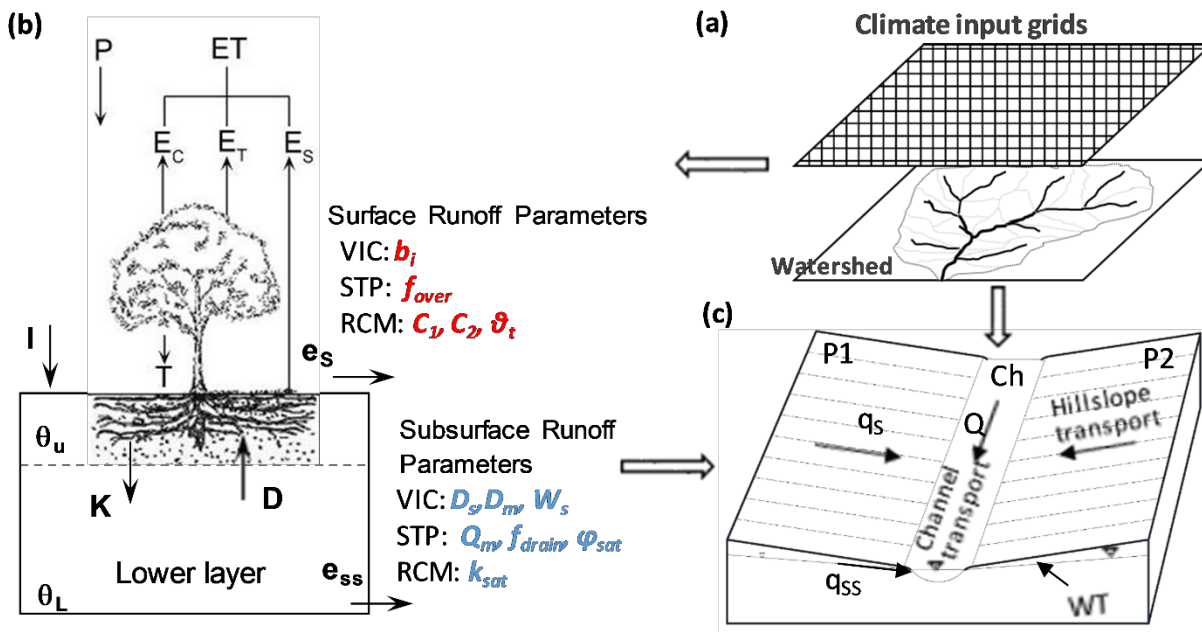 (b)
P
ET
E_C
E_T
E_S
I
T
e_S
θ_u
K
D
Lower layer
θ_L
e_ss
Surface Runoff Parameters
VIC: b_i
STP: f_over
RCM: C_1, C_2, ϑ_t
Subsurface Runoff
Parameters
VIC: D_s, D_m, W_s
STP: Q_m, f_drain, φ_sat
RCM: k_sat
(a)
Climate input grids
Watershed
(c)
P1
Ch
P2
q_S
Q
Hillslope
transport
Channel
transport
q_SS
WT